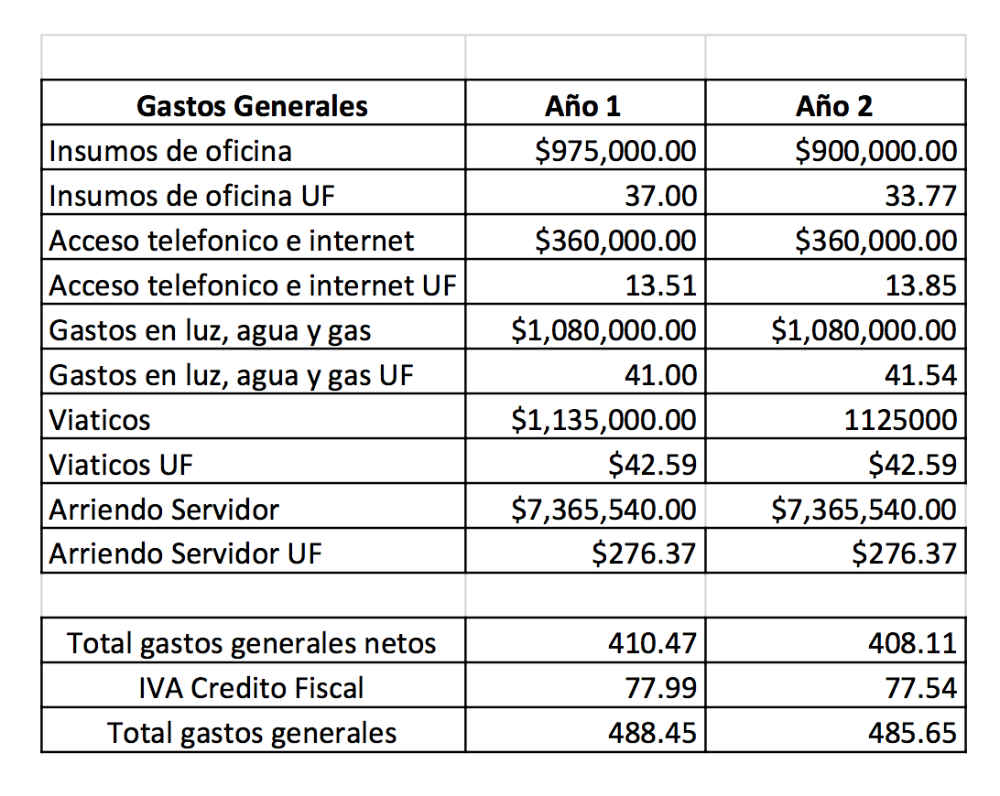 Gastos Generales Año 1 Año 2
Insumos de oficina $975,000.00 $900,000.00
Insumos de oficina UF 37.00 33.77
Acceso telefonico e internet $360,000.00 $360,000.00
Acceso telefonico e internet UF 13.51 13.85
Gastos en luz, agua y gas $1,080,000.00 $1,080,000.00
Gastos en luz, agua y gas UF 41.00 41.54
Viaticos $1,135,000.00 1125000
Viaticos UF $42.59 $42.59
Arriendo Servidor $7,365,540.00 $7,365,540.00
Arriendo Servidor UF $276.37 $276.37
Total gastos generales netos 410.47 408.11
IVA Credito Fiscal 77.99 77.54
Total gastos generales 488.45 485.65